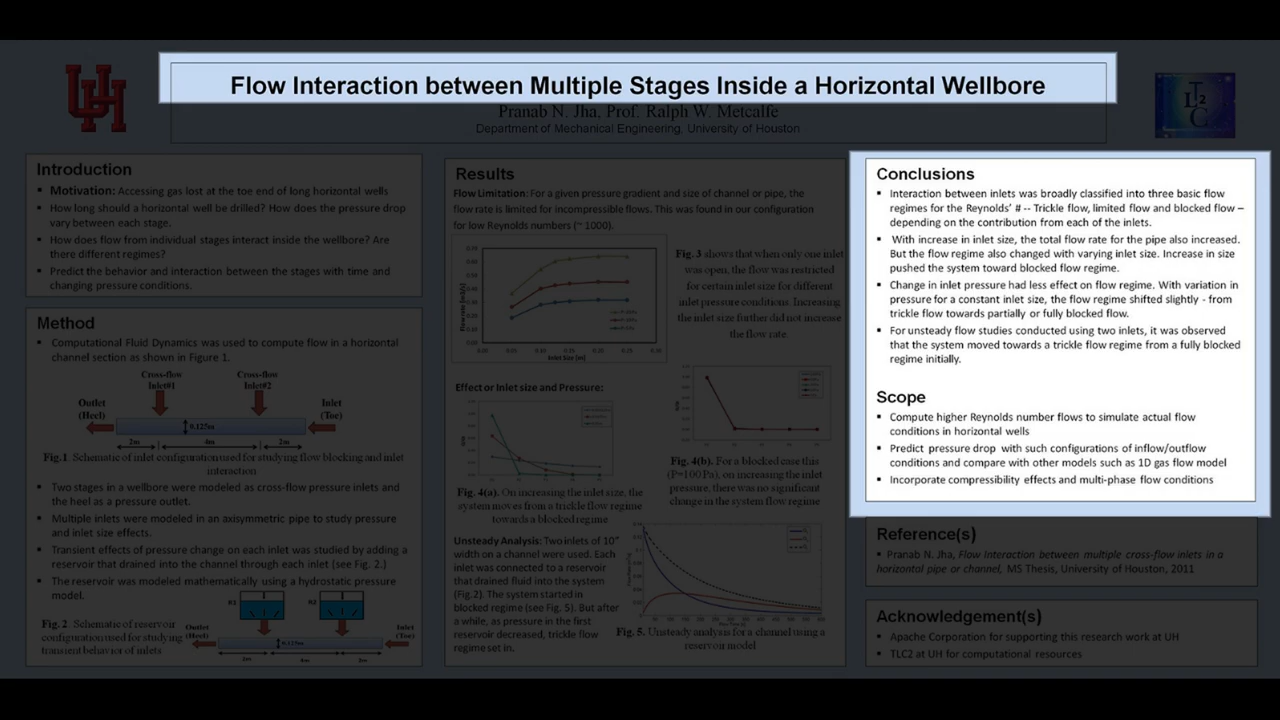 Flow Interaction between Multiple Stages Inside a Horizontal Wellbore
Pranab N. Jha, Prof. Ralph W. Metcalfe
Department of Mechanical Engineering, University of Houston
UH
TL2C
Introduction
▪ Motivation: Accessing gas lost at the toe end of long horizontal wells
▪ How long should a horizontal well be drilled? How does the pressure drop
vary between each stage.
▪ How does flow from individual stages interact inside the wellbore? Are
there different regimes?
▪ Predict the behavior and interaction between the stages with time and
changing pressure conditions.
Method
▪ Computational Fluid Dynamics was used to compute flow in a horizontal
channel section as shown in Figure 1.
Cross-flow
Inlet#1
Cross-flow
Inlet#2
Outlet
(Heel)
Inlet
(Toe)
0.125m
2m
4m
2m
Fig.1. Schematic of inlet configuration used for studying flow blocking and inlet
interaction
▪ Two stages in a wellbore were modeled as cross-flow pressure inlets and
the heel as a pressure outlet.
▪ Multiple inlets were modeled in an axisymmetric pipe to study pressure
and inlet size effects.
▪ Transient effects of pressure change on each inlet was studied by adding a
reservoir that drained into the channel through each inlet (see Fig. 2.)
▪ The reservoir was modeled mathematically using a hydrostatic pressure
model.
#1
Fig. 2. Schematic of reservoir
configuration used for studying
transient behavior of inlets
Outlet
(Heel)
Inlet
(Toe)
0.125m
2m
4m
2m
Results
Flow Limitation: For a given pressure gradient and size of channel or pipe, the
flow rate is limited for incompressible flows. This was found in our configuration
for low Reynolds numbers (~ 1000).
Flow rate (m3/s)
Inlet Size [m]
Fig. 3 shows that when only one inlet
was open, the flow was restricted
for certain inlet size for different
inlet pressure conditions. Increasing
the inlet size further did not increase
the flow rate.
Effect or Inlet size and Pressure:
Fig. 4(a). On increasing the inlet size, the
system moves from a trickle flow regime
towards a blocked regime
Fig. 4(b). For a blocked case this
(P=100 Pa), on increasing the inlet
pressure, there was no significant
change in the system flow regime
Unsteady Analysis: Two inlets of 10"
width on a channel were used. Each
inlet was connected to a reservoir
that drained fluid into the system
(Fig.2). The system started in
blocked regime (see Fig. 5). But after
a while, as pressure in the first
reservoir decreased, trickle flow
regime set in.
Fig. 5. Unsteady analysis for a channel using a
reservoir model
Conclusions
▪ Interaction between inlets was broadly classified into three basic flow
regimes for the Reynolds' # -- Trickle flow, limited flow and blocked flow –
depending on the contribution from each of the inlets.
▪ With increase in inlet size, the total flow rate for the pipe also increased.
But the flow regime also changed with varying inlet size. Increase in size
pushed the system toward blocked flow regime.
▪ Change in inlet pressure had less effect on flow regime. With variation in
pressure for a constant inlet size, the flow regime shifted slightly - from
trickle flow towards partially or fully blocked flow.
▪ For unsteady flow studies conducted using two inlets, it was observed
that the system moved towards a trickle flow regime from a fully blocked
regime initially.
Scope
▪ Compute higher Reynolds number flows to simulate actual flow
conditions in horizontal wells
▪ Predict pressure drop with such configurations of inflow/outflow
conditions and compare with other models such as 1D gas flow model
▪ Incorporate compressibility effects and multi-phase flow conditions
Reference(s)
▪ Pranab N. Jha, Flow Interaction between multiple cross-flow inlets in a
horizontal pipe or channel, MS Thesis, University of Houston, 2011
Acknowledgement(s)
▪ Apache Corporation for supporting this research work at UH
▪ TLC2 at UH for computational resources